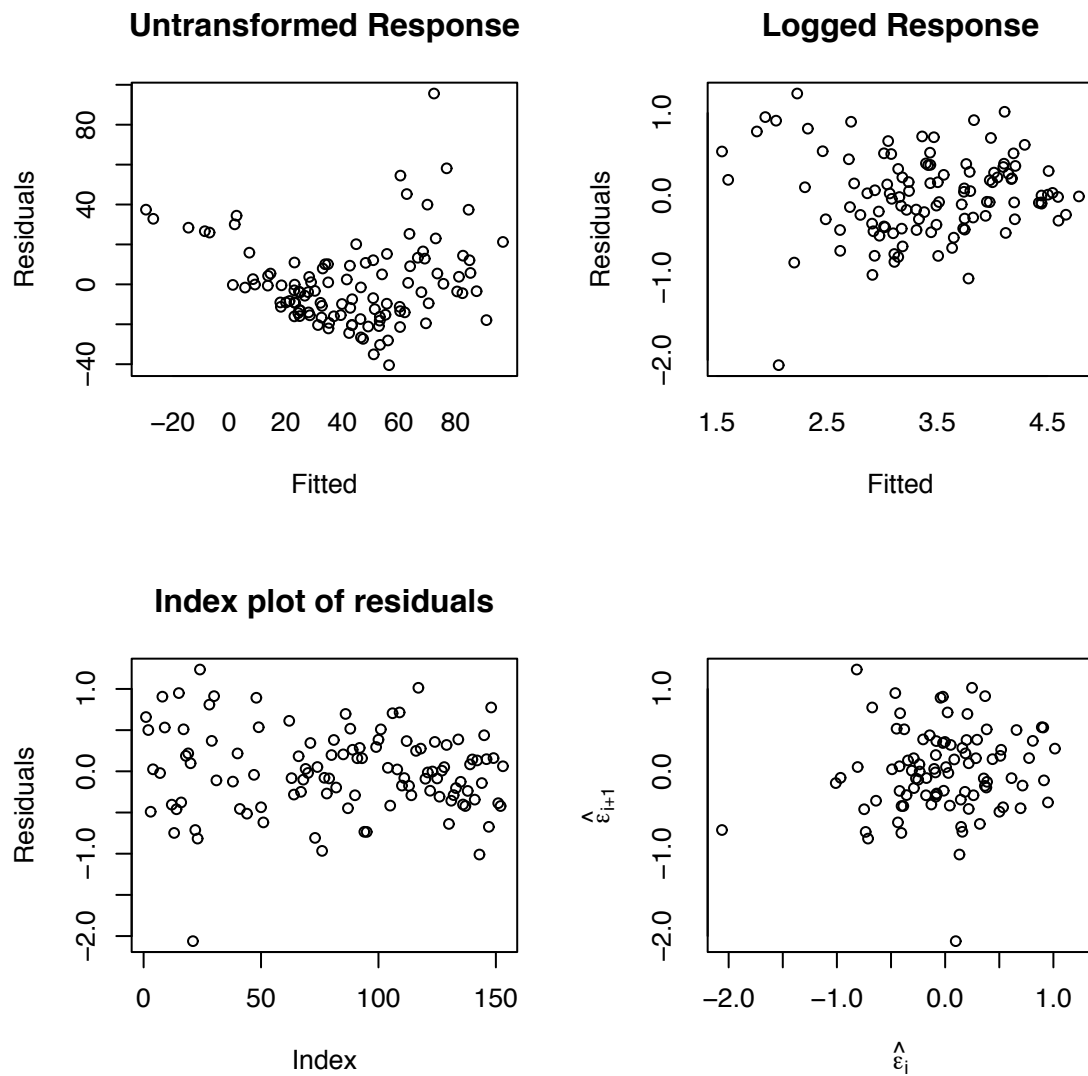 Untransformed Response
Residuals
80
40
0
−40
−20 0 20 40 60 80
Fitted
Logged Response
Residuals
1.0
0.0
−1.0
−2.0
1.5 2.5 3.5 4.5
Fitted
Index plot of residuals
Residuals
1.0
0.0
−1.0
−2.0
0 50 100 150
Index
ε̂i+1
1.0
0.0
−1.0
−2.0
−2.0 −1.0 0.0 1.0
ε̂i